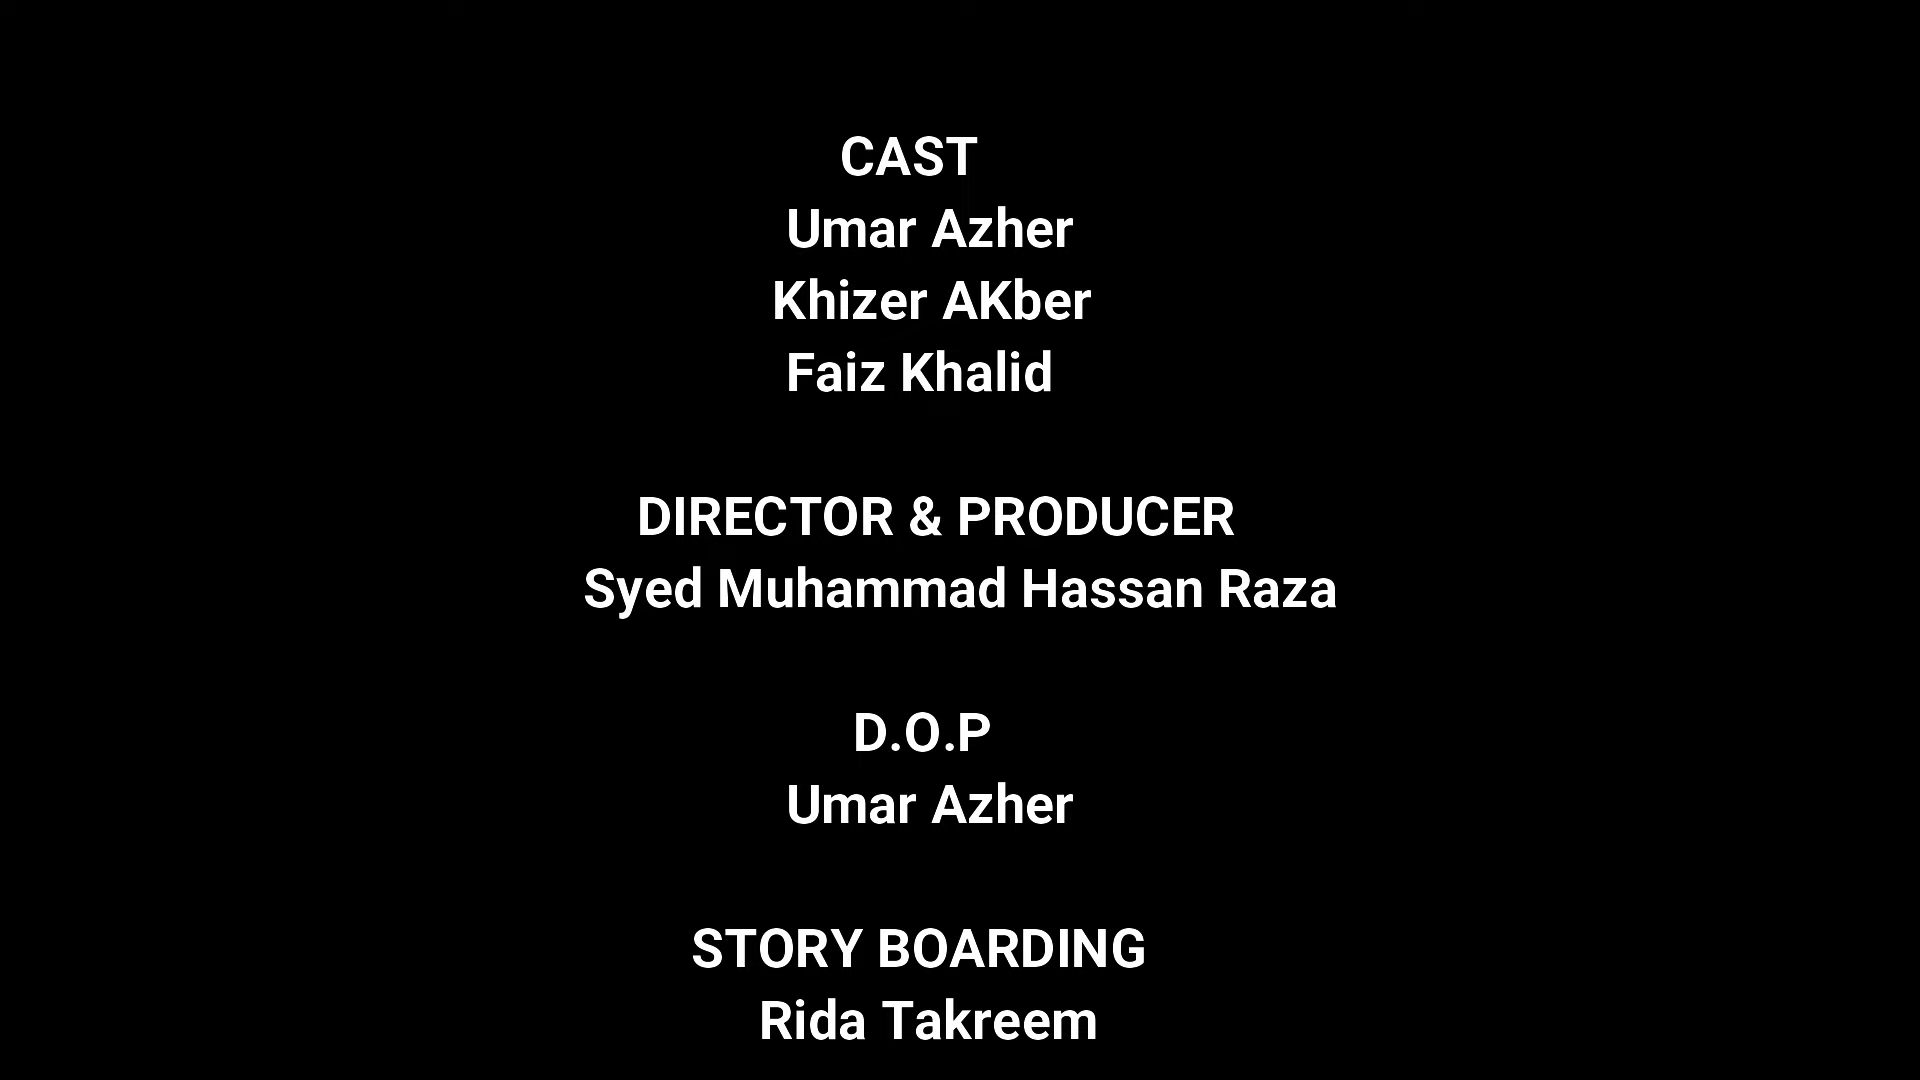 CAST
Umar Azher
Khizer AKber
Faiz Khalid
DIRECTOR & PRODUCER
Syed Muhammad Hassan Raza
D.O.P
Umar Azher
STORY BOARDING
Rida Takreem